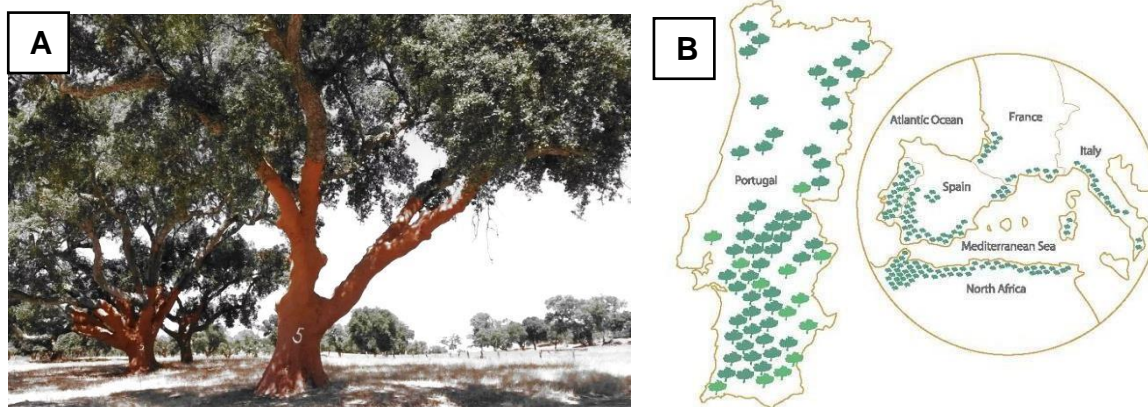 A
5
B
Portugal
Atlantic Ocean
France
Italy
Spain
Mediterranean Sea
North Africa